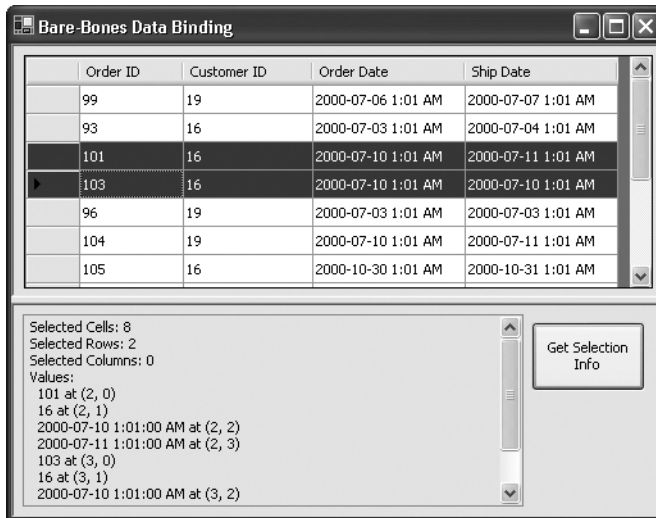 Bare-Bones Data Binding
Order ID Customer ID Order Date Ship Date
99 19 2000-07-06 1:01 AM 2000-07-07 1:01 AM
93 16 2000-07-03 1:01 AM 2000-07-04 1:01 AM
101 16 2000-07-10 1:01 AM 2000-07-11 1:01 AM
103 16 2000-07-10 1:01 AM 2000-07-10 1:01 AM
96 19 2000-07-03 1:01 AM 2000-07-03 1:01 AM
104 19 2000-07-10 1:01 AM 2000-07-11 1:01 AM
105 16 2000-10-30 1:01 AM 2000-10-31 1:01 AM
Selected Cells: 8
Selected Rows: 2
Selected Columns: 0
Values:
101 at (2, 0)
16 at (2, 1)
2000-07-10 1:01:00 AM at (2, 2)
2000-07-11 1:01:00 AM at (2, 3)
103 at (3, 0)
16 at (3, 1)
2000-07-10 1:01:00 AM at (3, 2)
Get Selection
Info